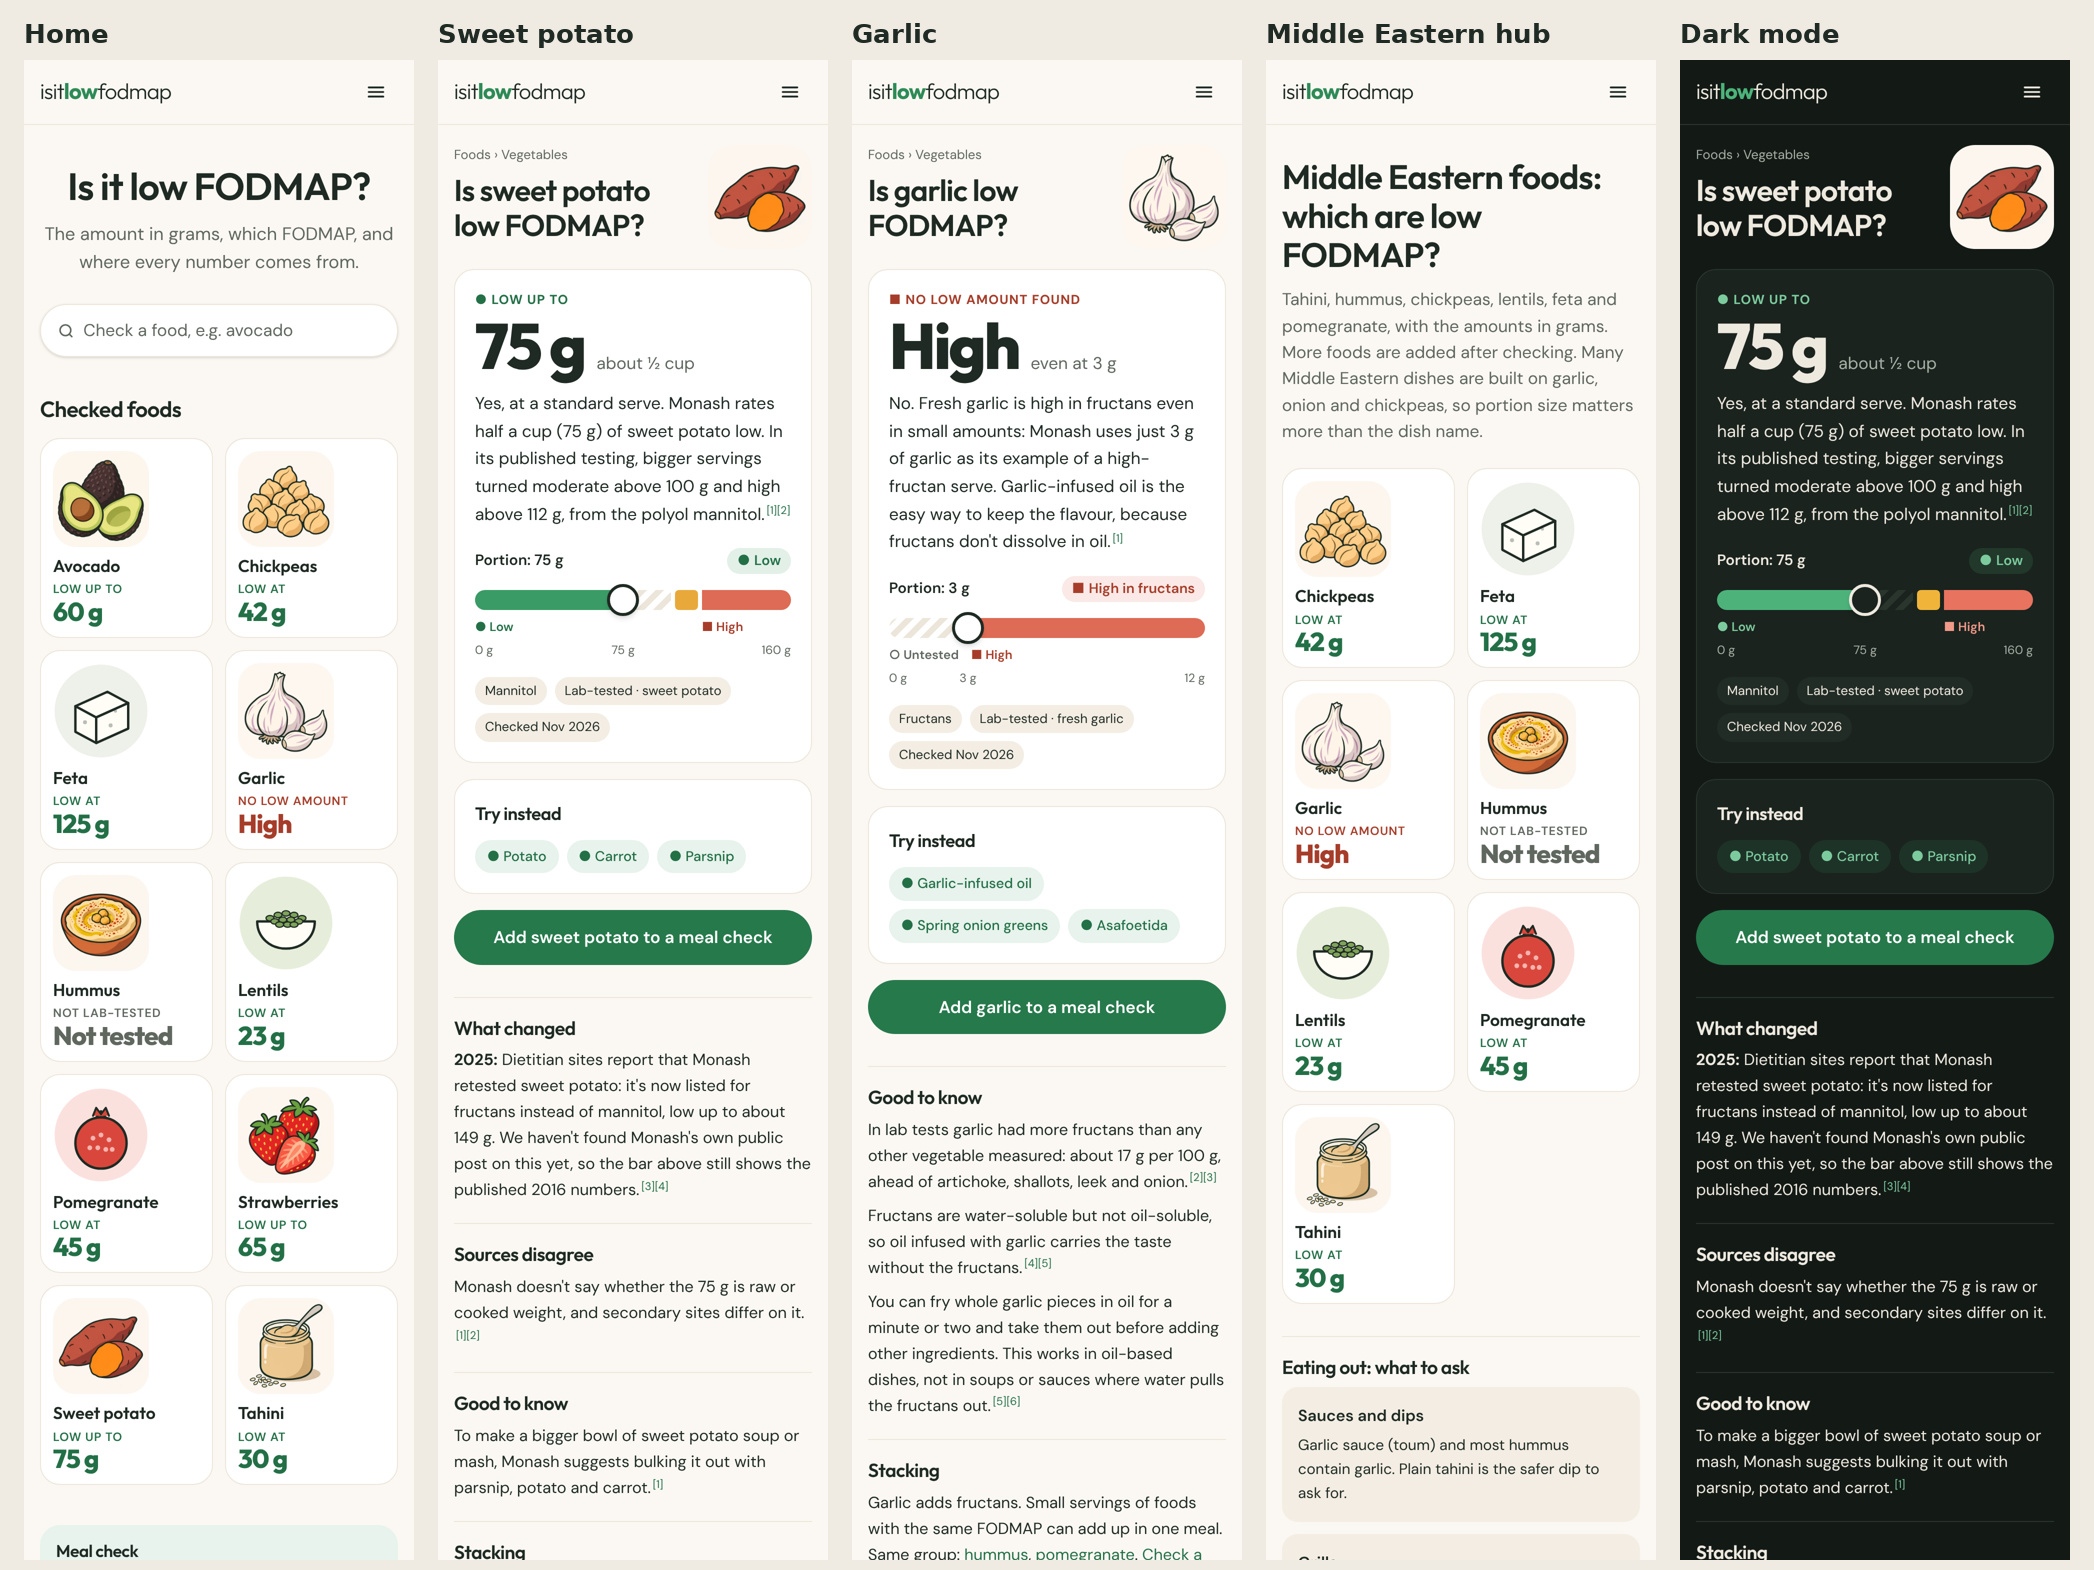 Home
isitlowfodmap
Is it low FODMAP?
The amount in grams, which FODMAP, and
where every number comes from.
Check a food, e.g. avocado
Checked foods
Avocado
LOW UP TO
60 g
Chickpeas
LOW AT
42 g
Feta
LOW AT
125 g
Garlic
NO LOW AMOUNT
High
Hummus
NOT LAB-TESTED
Not tested
Lentils
LOW AT
23 g
Pomegranate
LOW AT
45 g
Strawberries
LOW UP TO
65 g
Sweet potato
LOW UP TO
75 g
Tahini
LOW AT
30 g
Meal check
Sweet potato
isitlowfodmap
Foods › Vegetables
Is sweet potato
low FODMAP?
LOW UP TO
75 g about ½ cup
Yes, at a standard serve. Monash rates
half a cup (75 g) of sweet potato low. In
its published testing, bigger servings
turned moderate above 100 g and high
above 112 g, from the polyol mannitol. [1][2]
Portion: 75 g
Low
Low
High
0 g 75 g 160 g
Mannitol
Lab-tested · sweet potato
Checked Nov 2026
Try instead
Potato
Carrot
Parsnip
Add sweet potato to a meal check
What changed
2025: Dietitian sites report that Monash
retested sweet potato: it's now listed for
fructans instead of mannitol, low up to about
149 g. We haven't found Monash's own public
post on this yet, so the bar above still shows the
published 2016 numbers. [3][4]
Sources disagree
Monash doesn't say whether the 75 g is raw or
cooked weight, and secondary sites differ on it.
[1][2]
Good to know
To make a bigger bowl of sweet potato soup or
mash, Monash suggests bulking it out with
parsnip, potato and carrot. [1]
Stacking
Garlic
isitlowfodmap
Foods › Vegetables
Is garlic low
FODMAP?
NO LOW AMOUNT FOUND
High even at 3 g
No. Fresh garlic is high in fructans even
in small amounts: Monash uses just 3 g
of garlic as its example of a high-
fructan serve. Garlic-infused oil is the
easy way to keep the flavour, because
fructans don't dissolve in oil. [1]
Portion: 3 g
High in fructans
Untested
High
0 g 3 g 12 g
Fructans
Lab-tested · fresh garlic
Checked Nov 2026
Try instead
Garlic-infused oil
Spring onion greens
Asafoetida
Add garlic to a meal check
Good to know
In lab tests garlic had more fructans than any
other vegetable measured: about 17 g per 100 g,
ahead of artichoke, shallots, leek and onion. [2][3]
Fructans are water-soluble but not oil-soluble,
so oil infused with garlic carries the taste
without the fructans. [4][5]
You can fry whole garlic pieces in oil for a
minute or two and take them out before adding
other ingredients. This works in oil-based
dishes, not in soups or sauces where water pulls
the fructans out. [5][6]
Stacking
Garlic adds fructans. Small servings of foods
with the same FODMAP can add up in one meal.
Same group: hummus, pomegranate. Check a
Middle Eastern hub
isitlowfodmap
Middle Eastern foods:
which are low
FODMAP?
Tahini, hummus, chickpeas, lentils, feta and
pomegranate, with the amounts in grams.
More foods are added after checking. Many
Middle Eastern dishes are built on garlic,
onion and chickpeas, so portion size matters
more than the dish name.
Chickpeas
LOW AT
42 g
Feta
LOW AT
125 g
Garlic
NO LOW AMOUNT
High
Hummus
NOT LAB-TESTED
Not tested
Lentils
LOW AT
23 g
Pomegranate
LOW AT
45 g
Tahini
LOW AT
30 g
Eating out: what to ask
Sauces and dips
Garlic sauce (toum) and most hummus
contain garlic. Plain tahini is the safer dip to
ask for.
Dark mode
isitlowfodmap
Foods › Vegetables
Is sweet potato
low FODMAP?
LOW UP TO
75 g about ½ cup
Yes, at a standard serve. Monash rates
half a cup (75 g) of sweet potato low. In
its published testing, bigger servings
turned moderate above 100 g and high
above 112 g, from the polyol mannitol. [1][2]
Portion: 75 g
Low
Low
High
0 g 75 g 160 g
Mannitol
Lab-tested · sweet potato
Checked Nov 2026
Try instead
Potato
Carrot
Parsnip
Add sweet potato to a meal check
What changed
2025: Dietitian sites report that Monash
retested sweet potato: it's now listed for
fructans instead of mannitol, low up to about
149 g. We haven't found Monash's own public
post on this yet, so the bar above still shows the
published 2016 numbers. [3][4]
Sources disagree
Monash doesn't say whether the 75 g is raw or
cooked weight, and secondary sites differ on it.
[1][2]
Good to know
To make a bigger bowl of sweet potato soup or
mash, Monash suggests bulking it out with
parsnip, potato and carrot. [1]
Stacking